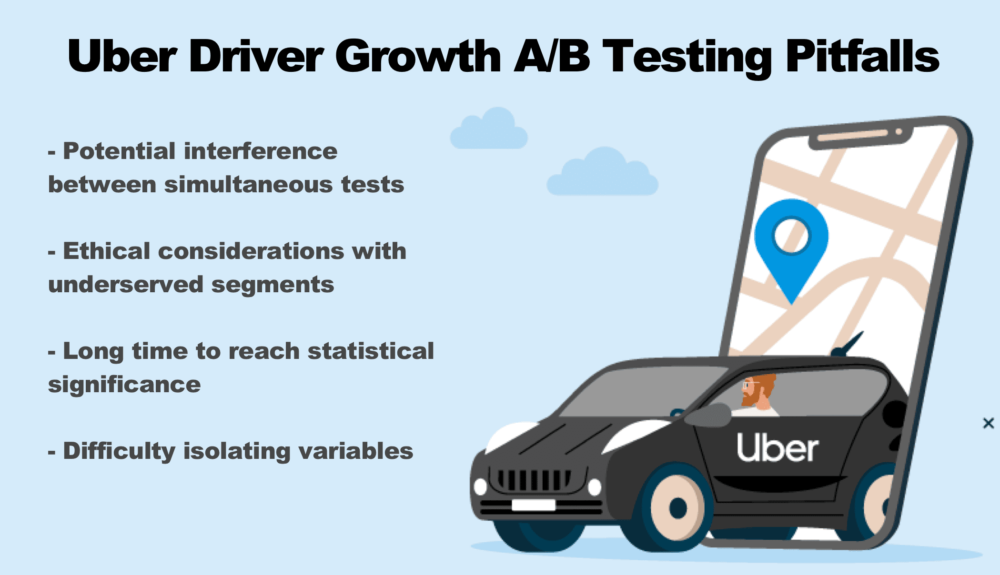 Uber Driver Growth A/B Testing Pitfalls
- Potential interference
between simultaneous tests
- Ethical considerations with
underserved segments
- Long time to reach statistical
significance
- Difficulty isolating variables
Uber